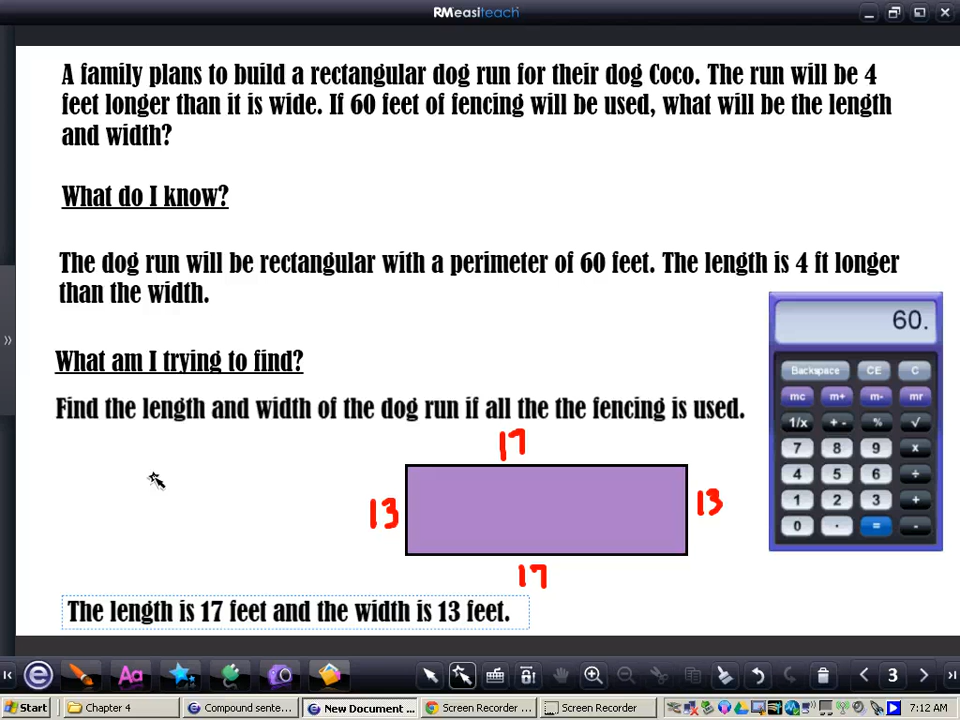 RMeasiteach
A family plans to build a rectangular dog run for their dog Coco. The run will be 4
feet longer than it is wide. If 60 feet of fencing will be used, what will be the length
and width?
What do I know?
The dog run will be rectangular with a perimeter of 60 feet. The length is 4 ft longer
than the width.
60.
What am I trying to find?
Backspace CE C
mc m+ m- mr
Find the length and width of the dog run if all the the fencing is used.
1/x + - % √
17
7 8 9 x
4 5 6 ÷
13
13
1 2 3 +
0 . = -
17
The length is 17 feet and the width is 13 feet.
Aa
3
Start
Chapter 4
Compound sente...
New Document ...
Screen Recorder ...
Screen Recorder
7:12 AM